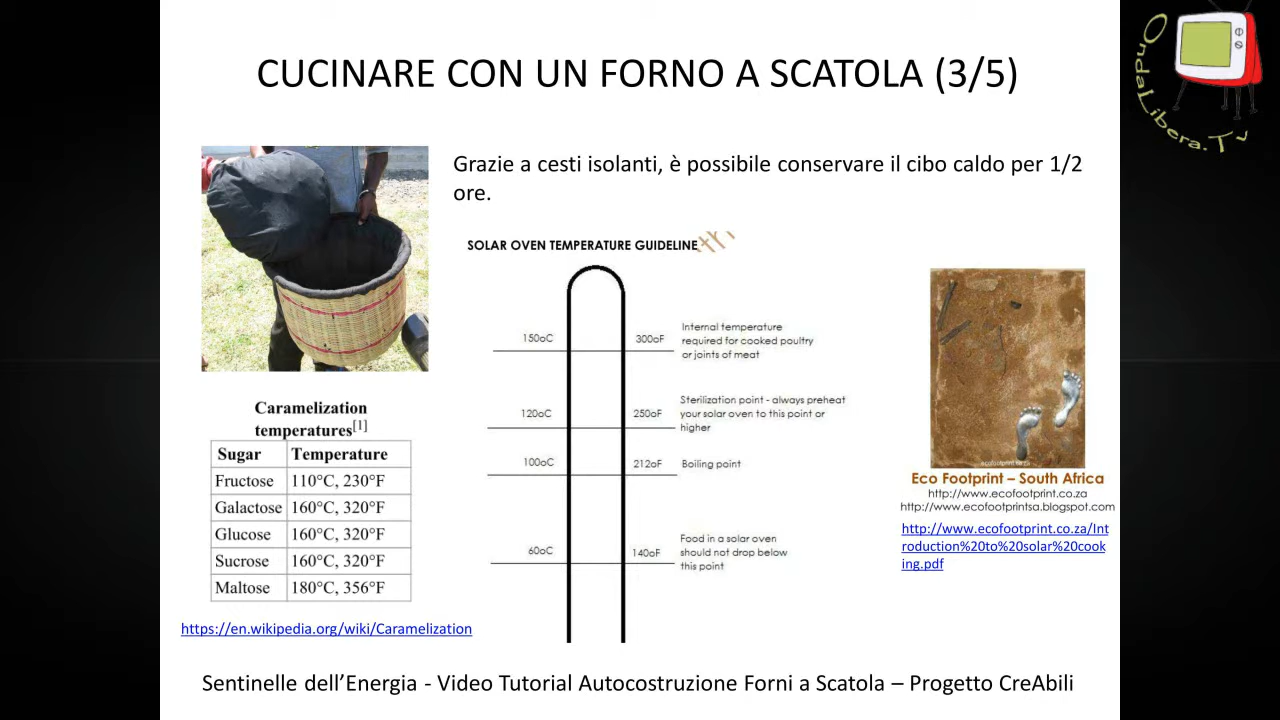 CUCINARE CON UN FORNO A SCATOLA (3/5)
OndaLibera.Tv
Grazie a cesti isolanti, è possibile conservare il cibo caldo per 1/2
ore.
SOLAR OVEN TEMPERATURE GUIDELINE
150oC
300oF
Internal temperature
required for cooked poultry
or joints of meat
120oC
250oF
Sterilization point - always preheat
your solar oven to this point or
higher
100oC
212oF
Boiling point
60oC
140oF
Food in a solar oven
should not drop below
this point
Caramelization
temperatures[1]
Sugar Temperature
Fructose 110°C, 230°F
Galactose 160°C, 320°F
Glucose 160°C, 320°F
Sucrose 160°C, 320°F
Maltose 180°C, 356°F
https://en.wikipedia.org/wiki/Caramelization
ecofootprint.co.za
Eco Footprint – South Africa
http://www.ecofootprint.co.za
http://www.ecofootprintsa.blogspot.com
http://www.ecofootprint.co.za/Int
roduction%20to%20solar%20cook
ing.pdf
Sentinelle dell’Energia - Video Tutorial Autocostruzione Forni a Scatola – Progetto CreAbili